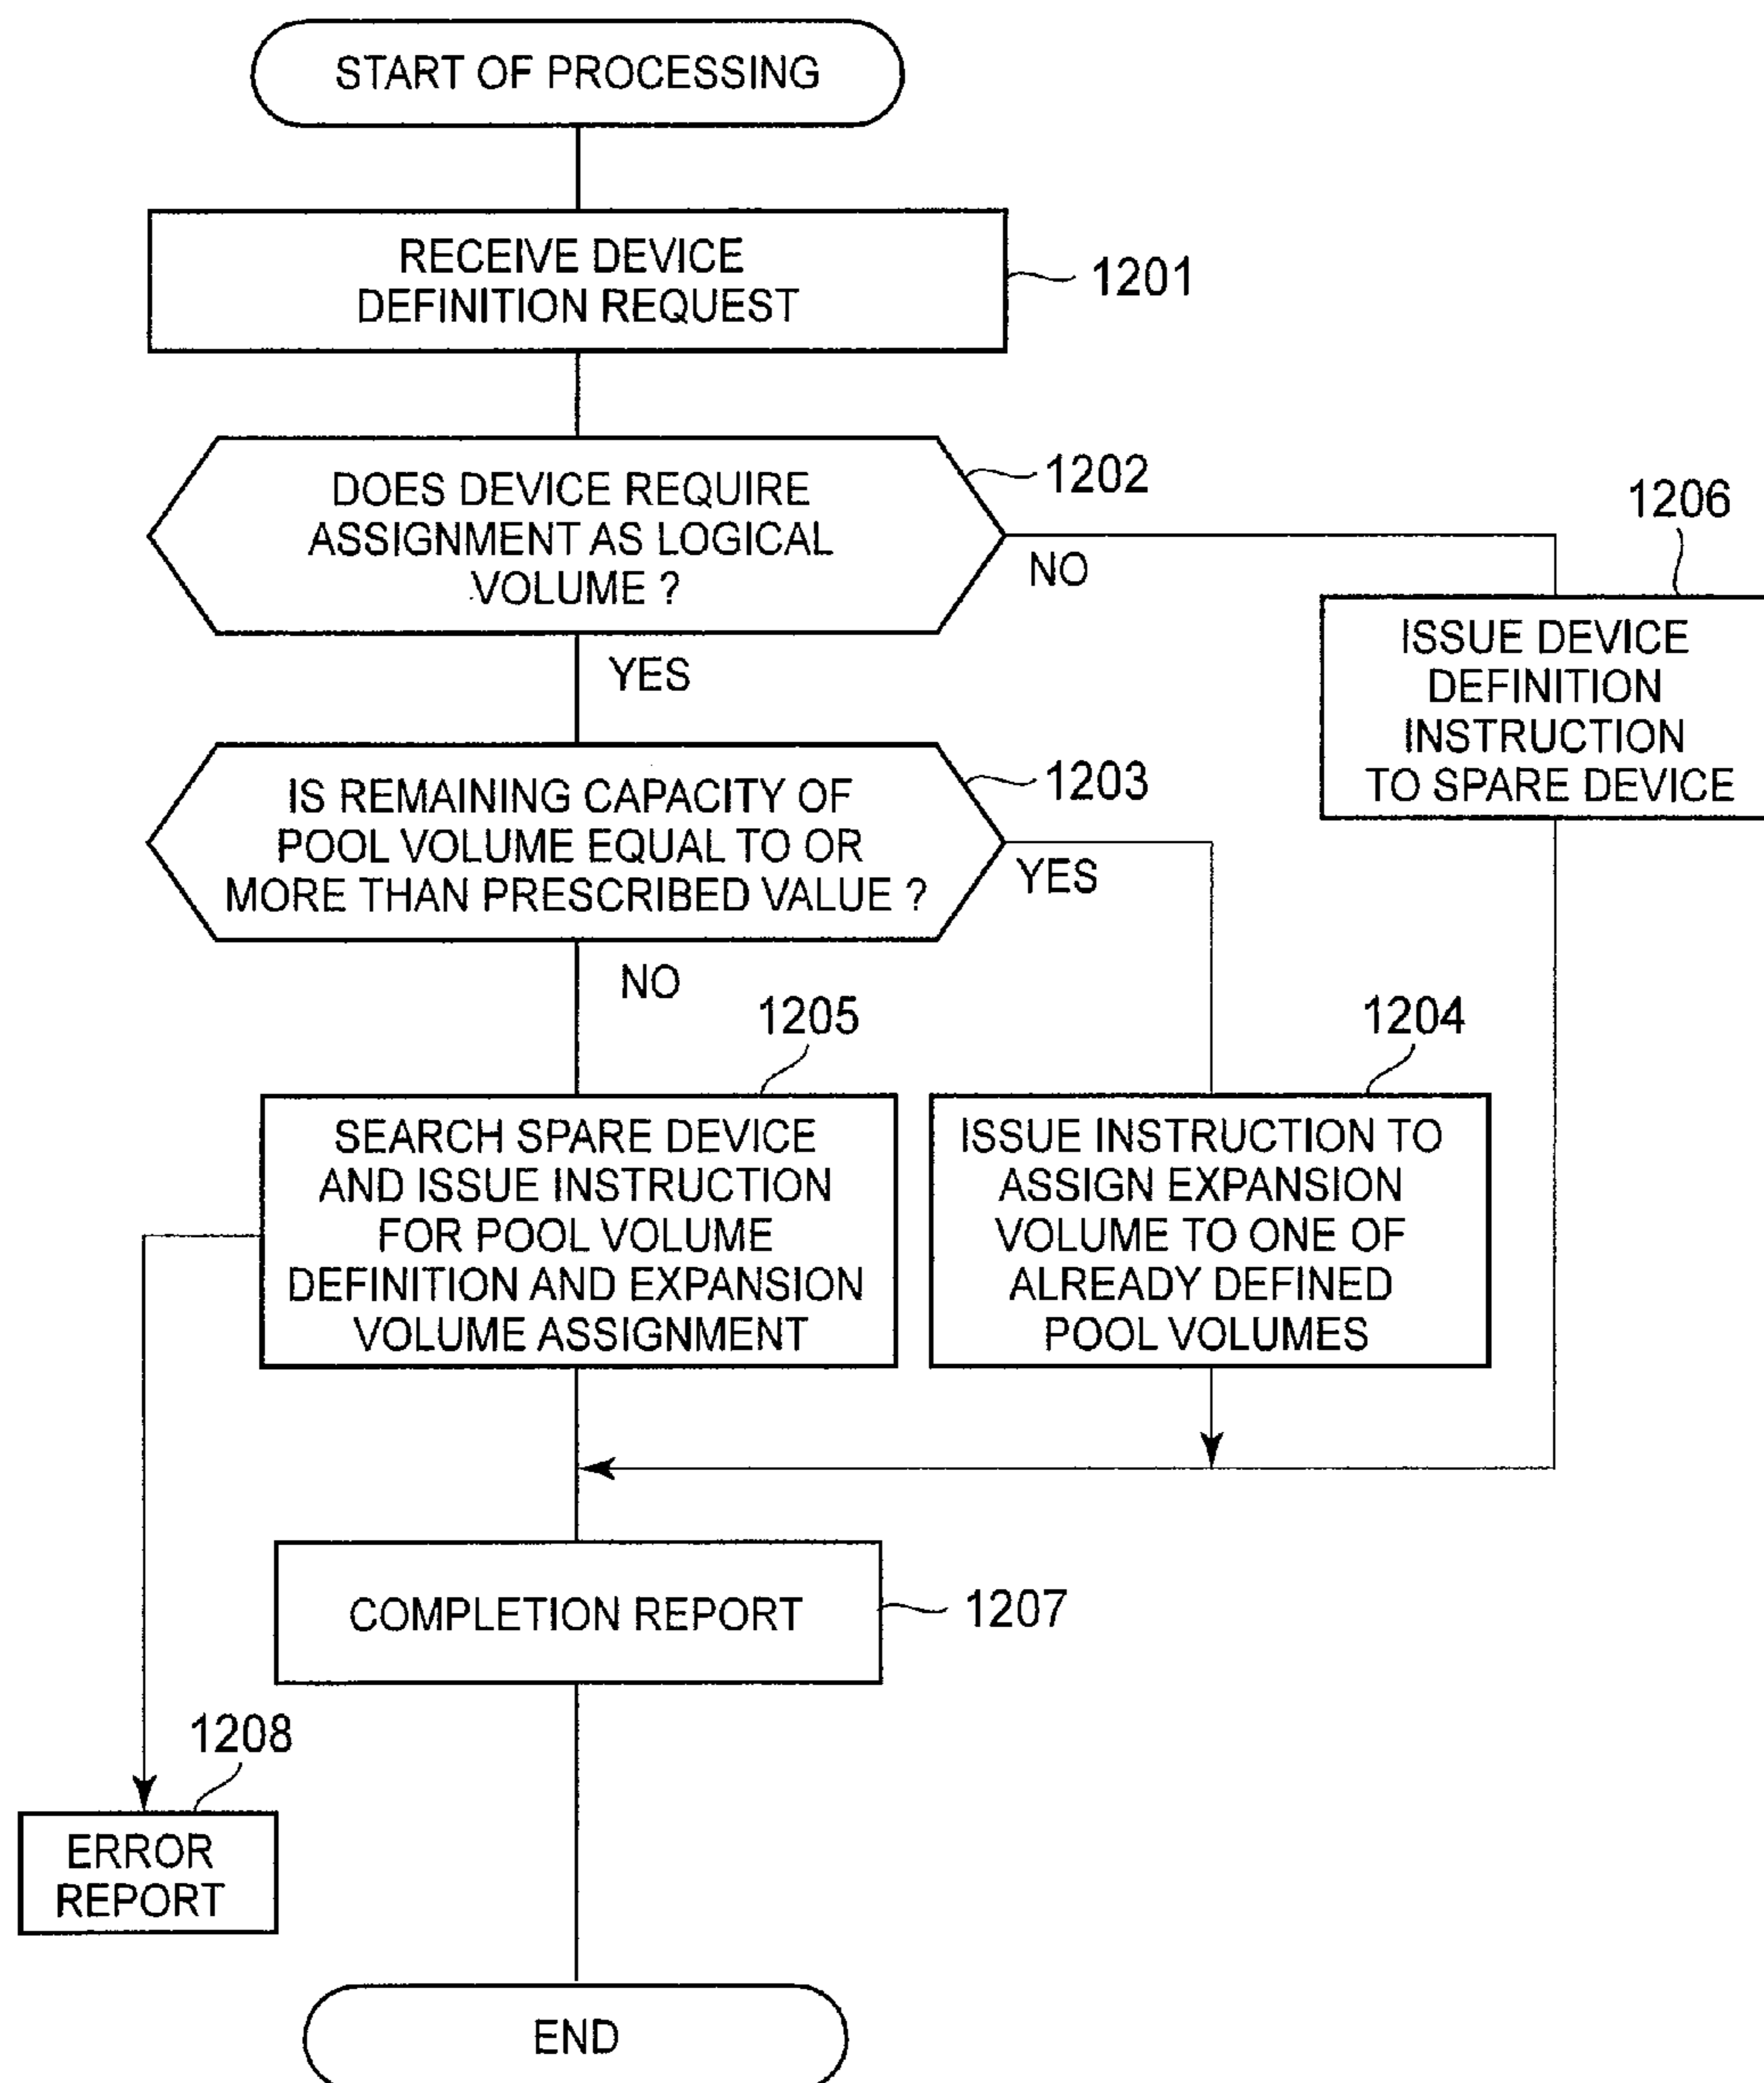 START OF PROCESSING
RECEIVE DEVICE
DEFINITION REQUEST
1201
DOES DEVICE REQUIRE
ASSIGNMENT AS LOGICAL
VOLUME ?
1202
NO
YES
1206
ISSUE DEVICE
DEFINITION
INSTRUCTION
TO SPARE DEVICE
IS REMAINING CAPACITY OF
POOL VOLUME EQUAL TO OR
MORE THAN PRESCRIBED VALUE ?
1203
YES
NO
1205
SEARCH SPARE DEVICE
AND ISSUE INSTRUCTION
FOR POOL VOLUME
DEFINITION AND EXPANSION
VOLUME ASSIGNMENT
1204
ISSUE INSTRUCTION TO
ASSIGN EXPANSION
VOLUME TO ONE OF
ALREADY DEFINED
POOL VOLUMES
COMPLETION REPORT
1207
1208
ERROR
REPORT
END